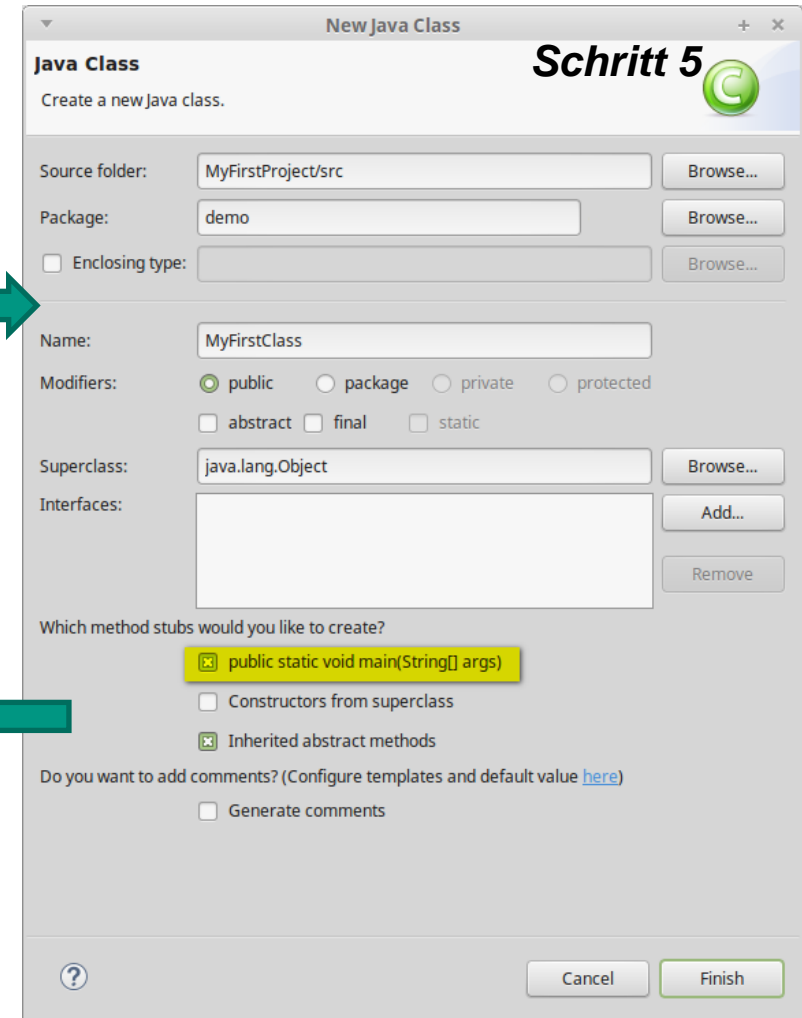 New Java Class
Java Class
Schritt 5
Create a new Java class.
Source folder: MyFirstProject/src Browse...
Package: demo Browse...
Enclosing type: Browse...
Name: MyFirstClass
Modifiers: public package private protected
abstract final static
Superclass: java.lang.Object Browse...
Interfaces: Add...
Remove
Which method stubs would you like to create?
public static void main(String[] args)
Constructors from superclass
Inherited abstract methods
Do you want to add comments? (Configure templates and default value here)
Generate comments
? Cancel Finish